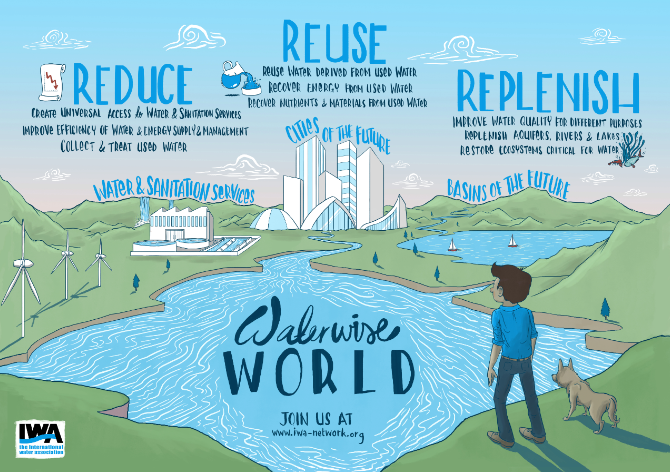 REDUCE
CREATE UNIVERSAL ACCESS to WATER & SANITATION SERVICES
IMPROVE EFFICIENCY OF WATER & ENERGY SUPPLY & MANAGEMENT
COLLECT & TREAT USED WATER
REUSE
REUSE WATER DERIVED FROM USED WATER
RECOVER ENERGY FROM USED WATER
RECOVER NUTRIENTS & MATERIALS FROM USED WATER
REPLENISH
IMPROVE WATER QUALITY FOR DIFFERENT PURPOSES
REPLENISH AQUIFERS, RIVERS & LAKES
RESTORE ECOSYSTEMS CRITICAL FOR WATER
WATER & SANITATION SERVICES
CITIES OF THE FUTURE
BASINS OF THE FUTURE
Waterwise
WORLD
JOIN US AT
www.iwa-network.org
IWA
the international
water association